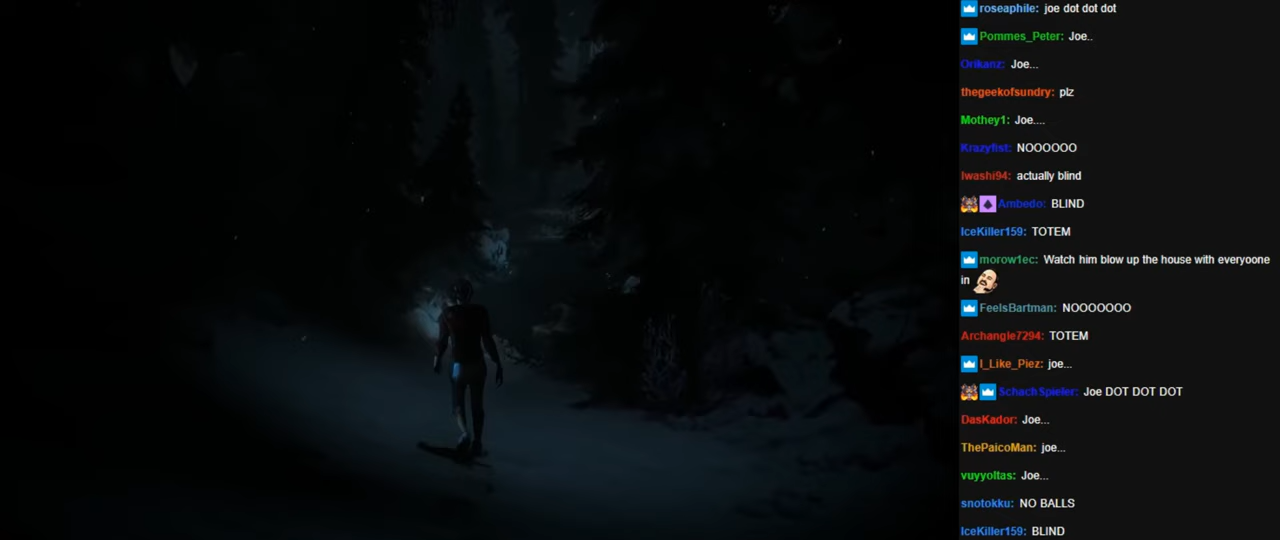 roseaphile: joe dot dot dot
Pommes_Peter: Joe..
Orikanz: Joe...
thegeekofsundry: plz
Mothey1: Joe....
Krazyfist: NOOOOOO
Iwashi94: actually blind
Ambedo: BLIND
IceKiller159: TOTEM
morow1ec: Watch him blow up the house with everyoone
in
FeelsBartman: NOOOOOOO
Archangle7294: TOTEM
I_Like_Piez: joe...
SchachSpieler: Joe DOT DOT DOT
DasKador: Joe...
ThePaicoMan: joe...
vuyyoltas: Joe...
snotokku: NO BALLS
IceKiller159: BLIND